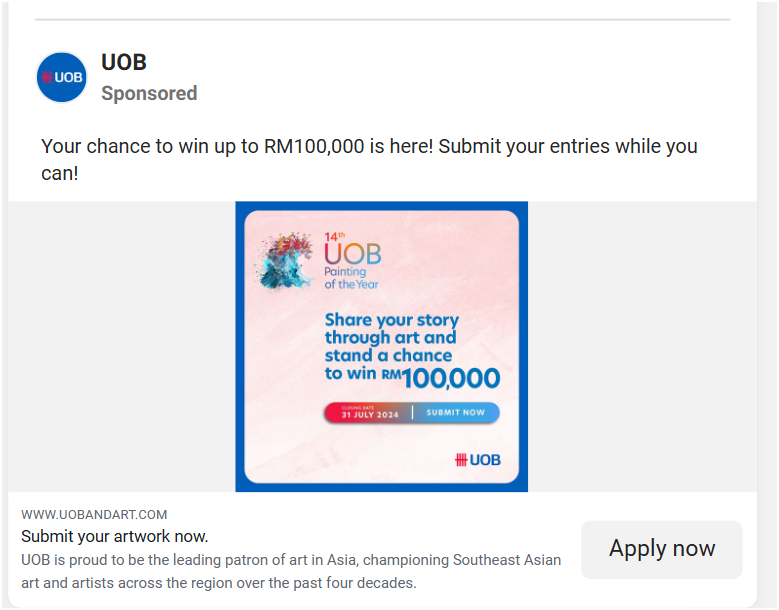 UOB
UOB
Sponsored
Your chance to win up to RM100,000 is here! Submit your entries while you
can!
14th
UOB
Painting
of the Year
Share your story
through art and
stand a chance
to win RM100,000
CLOSING DATE
31 JULY 2024 | SUBMIT NOW
UOB
WWW.UOBANDART.COM
Submit your artwork now.
UOB is proud to be the leading patron of art in Asia, championing Southeast Asian
art and artists across the region over the past four decades.
Apply now